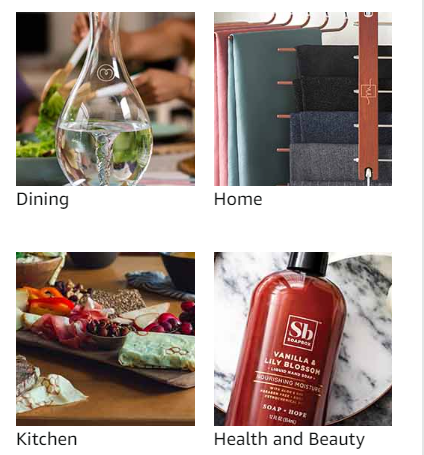 Dining
Home
Kitchen
Health and Beauty
Sb
SOAPBOX
VANILLA &
LILY BLOSSOM
LIQUID HAND SOAP
NOURISHING MOISTURE
SOAP = HOPE